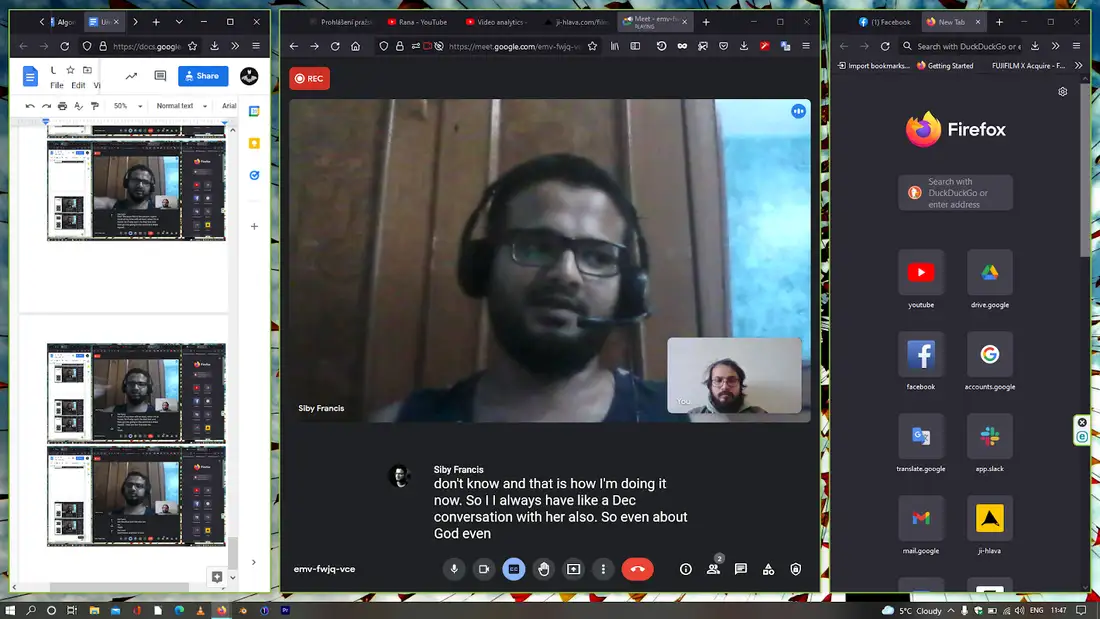 Algo
Liv
https://docs.google
File Edit Vi
Share
50%
Normal text
Arial
Prohlášení praž
Rana - YouTube
Video analytics -
ji-hlava.com/film
Meet - emv-f
PLAYING
https://meet.google.com/emv-fwjq-vc
REC
Siby Francis
You
Siby Francis
don't know and that is how I'm doing it
now. So I I always have like a Dec
conversation with her also. So even about
God even
emv-fwjq-vce
2
(1) Facebook
New Tab
Search with DuckDuckGo or e
Import bookmarks...
Getting Started
FUJIFILM X Acquire - F...
Firefox
Search with
DuckDuckGo or
enter address
youtube
drive.google
facebook
accounts.google
translate.google
app.slack
mail.google
ji-hlava
5°C Cloudy
ENG
11:47